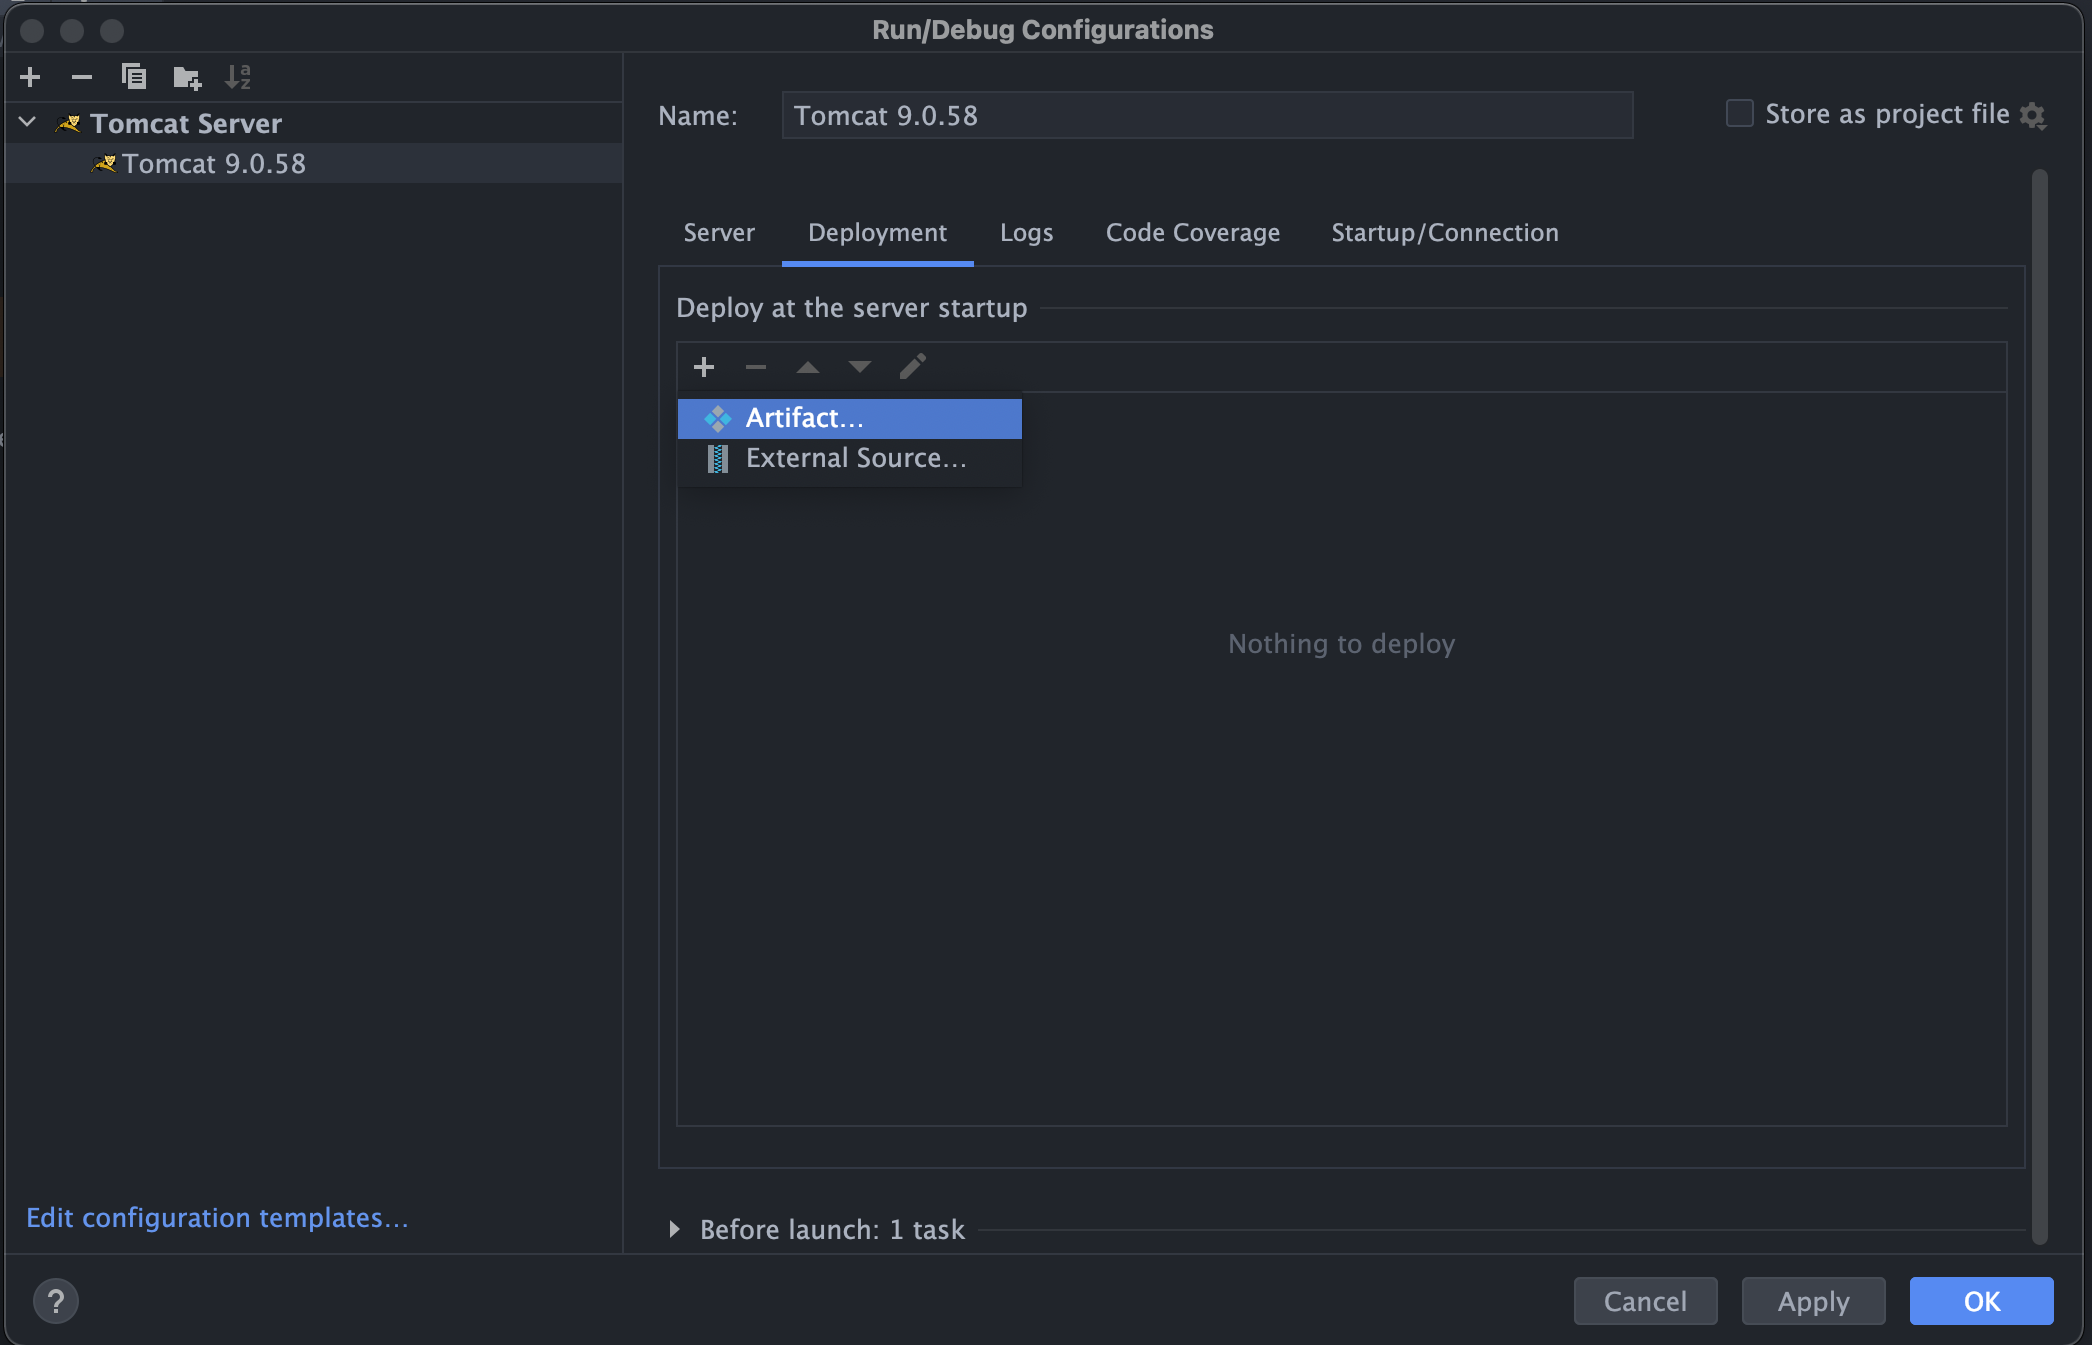 Run/Debug Configurations
Tomcat Server
Tomcat 9.0.58
Name: Tomcat 9.0.58
Store as project file
Server Deployment Logs Code Coverage Startup/Connection
Deploy at the server startup
Artifact...
External Source...
Nothing to deploy
Before launch: 1 task
Edit configuration templates...
? Cancel Apply OK